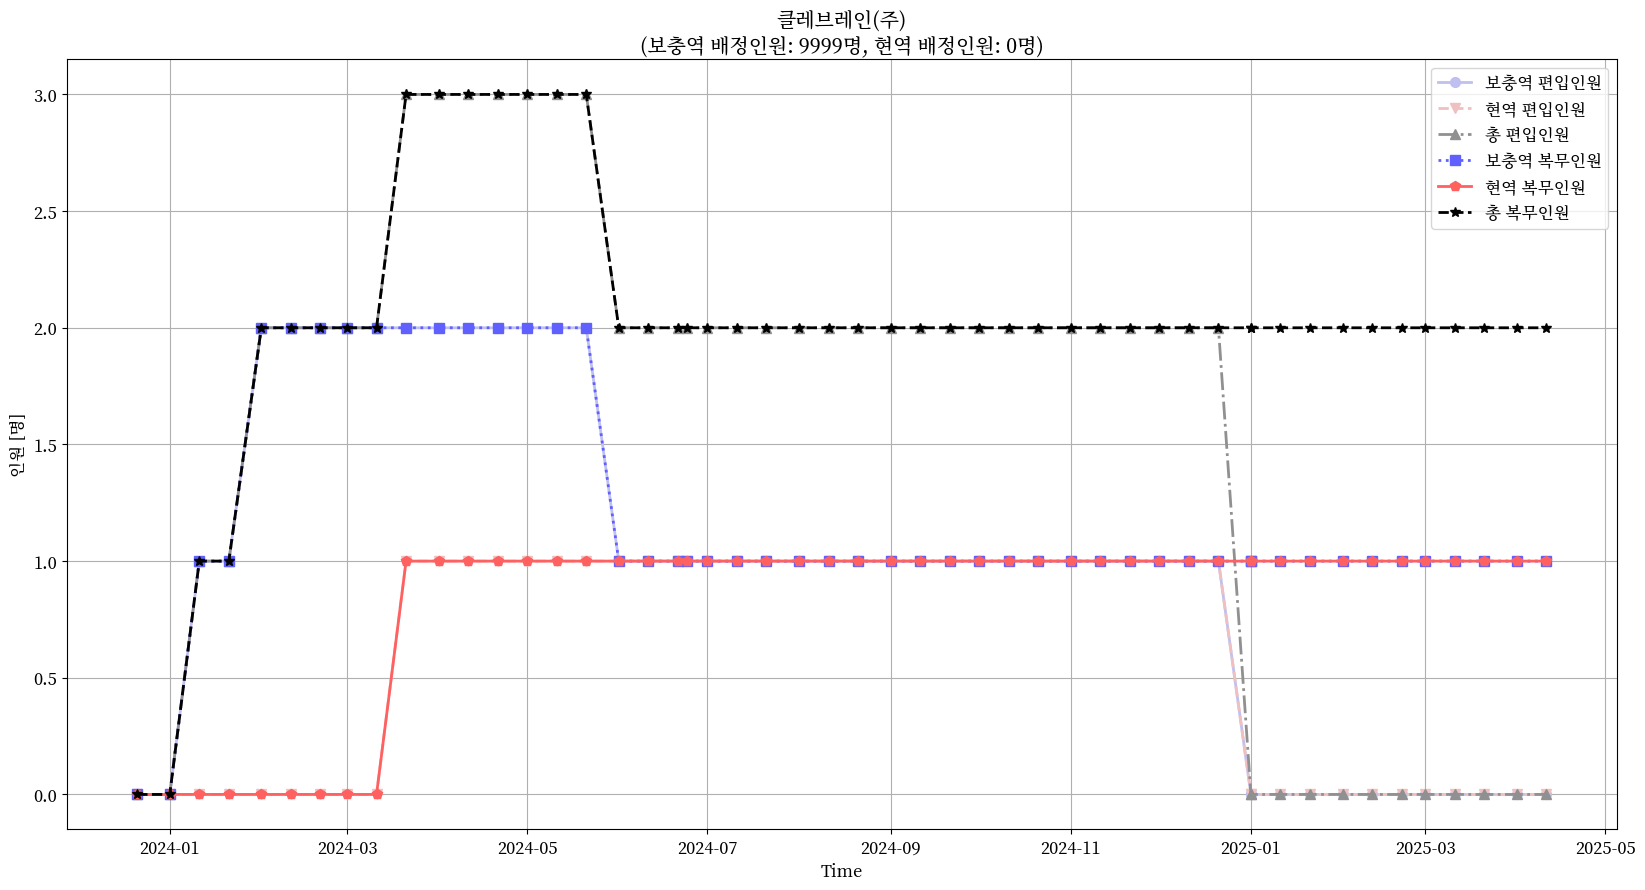 클레브레인(주)
(보충역 배정인원: 9999명, 현역 배정인원: 0명)
보충역 편입인원
현역 편입인원
총 편입인원
보충역 복무인원
현역 복무인원
총 복무인원
인원 [명]
3.0
2.5
2.0
1.5
1.0
0.5
0.0
2024-01
2024-03
2024-05
2024-07
2024-09
2024-11
2025-01
2025-03
2025-05
Time